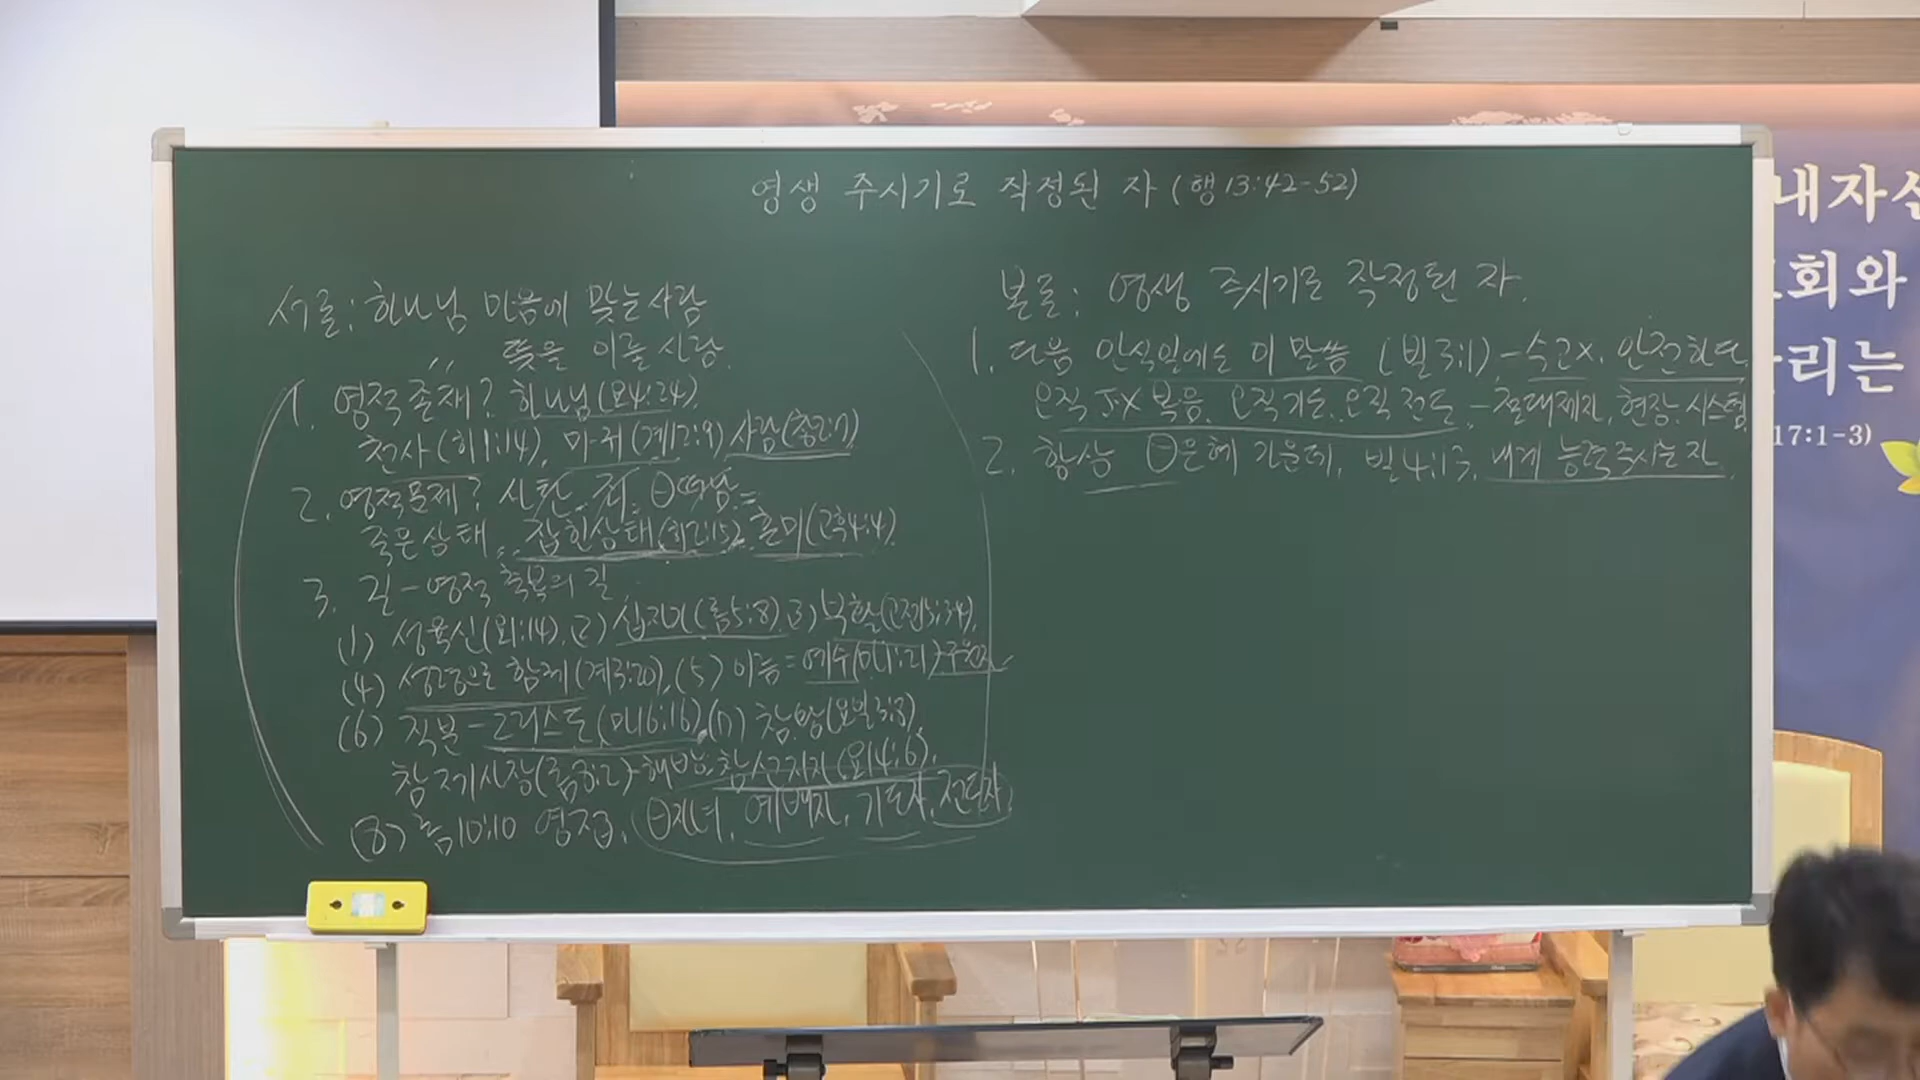 영생 주시기로 작정된 자 (행 13:42-52)
서론: 하나님 마음에 맞는 사람
〃 뜻을 이룰 사람.
1. 영적존재? 하나님(요4:24).
천사(히1:14), 마귀(계12:9) 사람(창2:7)
2. 영적문제? 사탄. 죄. ⊖떠남=
죽은상태, 잡힌상태(히2:15), 혼미(고후4:4).
3. 길-영적 축복의 길
(1) 성육신(요1:14), (2) 십자가(롬5:8), 3) 부활(고전15:3-4),
(4) 성령으로 함께(계3:20), (5) 이름=예수(마1:21)-구원자
(6) 직분-그리스도(마16:16), (7) 참왕(요일3:8),
참제사장(롬8:2)-해방, 참선지자(요14:6),
(8) 롬10:10 영접, ⊖자녀, 예배자, 기도자, 전도자
본론: 영생 주시기로 작정된 자.
1. 다음 안식일에도 이 말씀 (빌3:1)-수고X, 안전하다
오직 JX 복음, 오직기도, 오직 전도-절대제자, 현장, 시스템
2. 항상 ⊖은혜 가운데, 빌4:13, 내게 능력주시는 자
내자신
회와
리는
17:1-3)